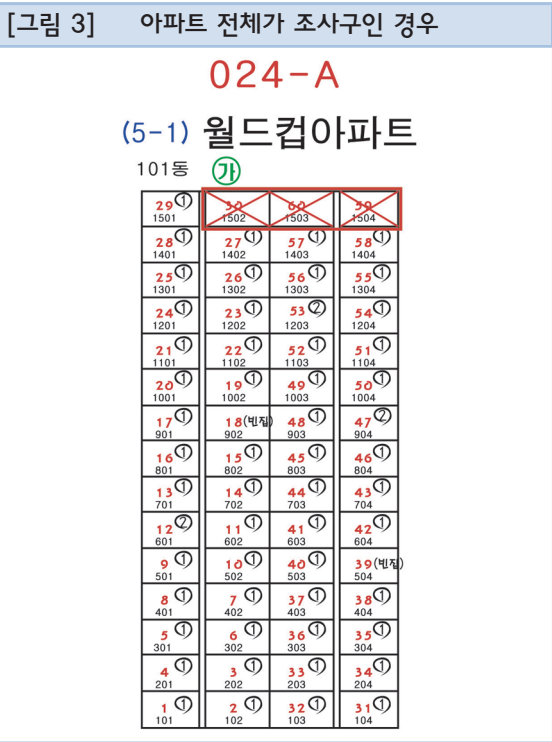 [그림 3] 아파트 전체가 조사구인 경우
024-A
(5-1) 월드컵아파트
101동 ㉮
29 ① 30 60 59
1501 1502 1503 1504
28 ① 27 ① 57 ① 58 ①
1401 1402 1403 1404
25 ① 26 ① 56 ① 55 ①
1301 1302 1303 1304
24 ① 23 ① 53 ② 54 ①
1201 1202 1203 1204
21 ① 22 ① 52 ① 51 ①
1101 1102 1103 1104
20 ① 19 ① 49 ① 50 ①
1001 1002 1003 1004
17 ① 18(빈집) 48 ① 47 ②
901 902 903 904
16 ① 15 ① 45 ① 46 ①
801 802 803 804
13 ① 14 ① 44 ① 43 ①
701 702 703 704
12 ② 11 ① 41 ① 42 ①
601 602 603 604
9 ① 10 ① 40 ① 39(빈집)
501 502 503 504
8 ① 7 ① 37 ① 38 ①
401 402 403 404
5 ① 6 ① 36 ① 35 ①
301 302 303 304
4 ① 3 ① 33 ① 34 ①
201 202 203 204
1 ① 2 ① 32 ① 31 ①
101 102 103 104